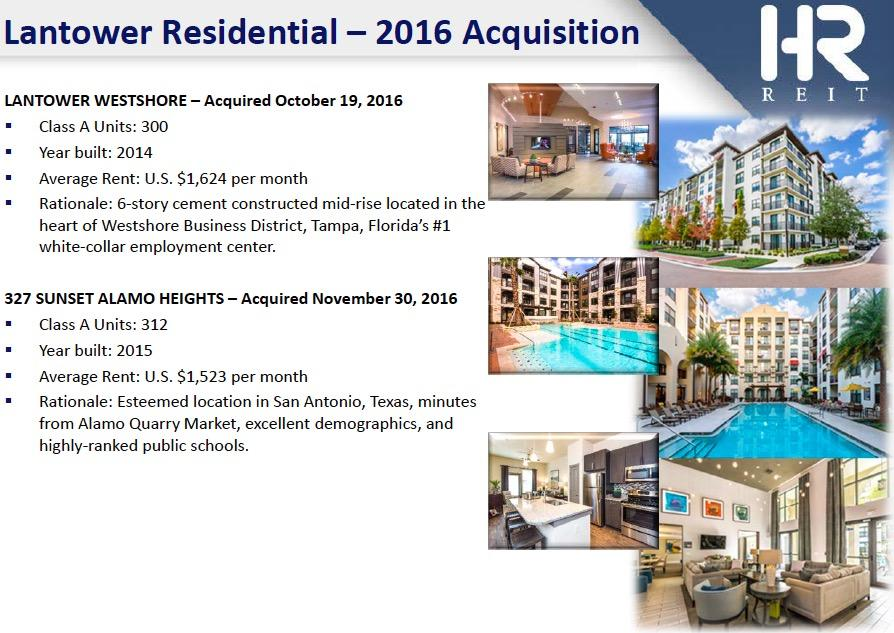 Lantower Residential – 2016 Acquisition
HR
REIT
LANTOWER WESTSHORE – Acquired October 19, 2016
▪ Class A Units: 300
▪ Year built: 2014
▪ Average Rent: U.S. $1,624 per month
▪ Rationale: 6-story cement constructed mid-rise located in the
heart of Westshore Business District, Tampa, Florida’s #1
white-collar employment center.
327 SUNSET ALAMO HEIGHTS – Acquired November 30, 2016
▪ Class A Units: 312
▪ Year built: 2015
▪ Average Rent: U.S. $1,523 per month
▪ Rationale: Esteemed location in San Antonio, Texas, minutes
from Alamo Quarry Market, excellent demographics, and
highly-ranked public schools.